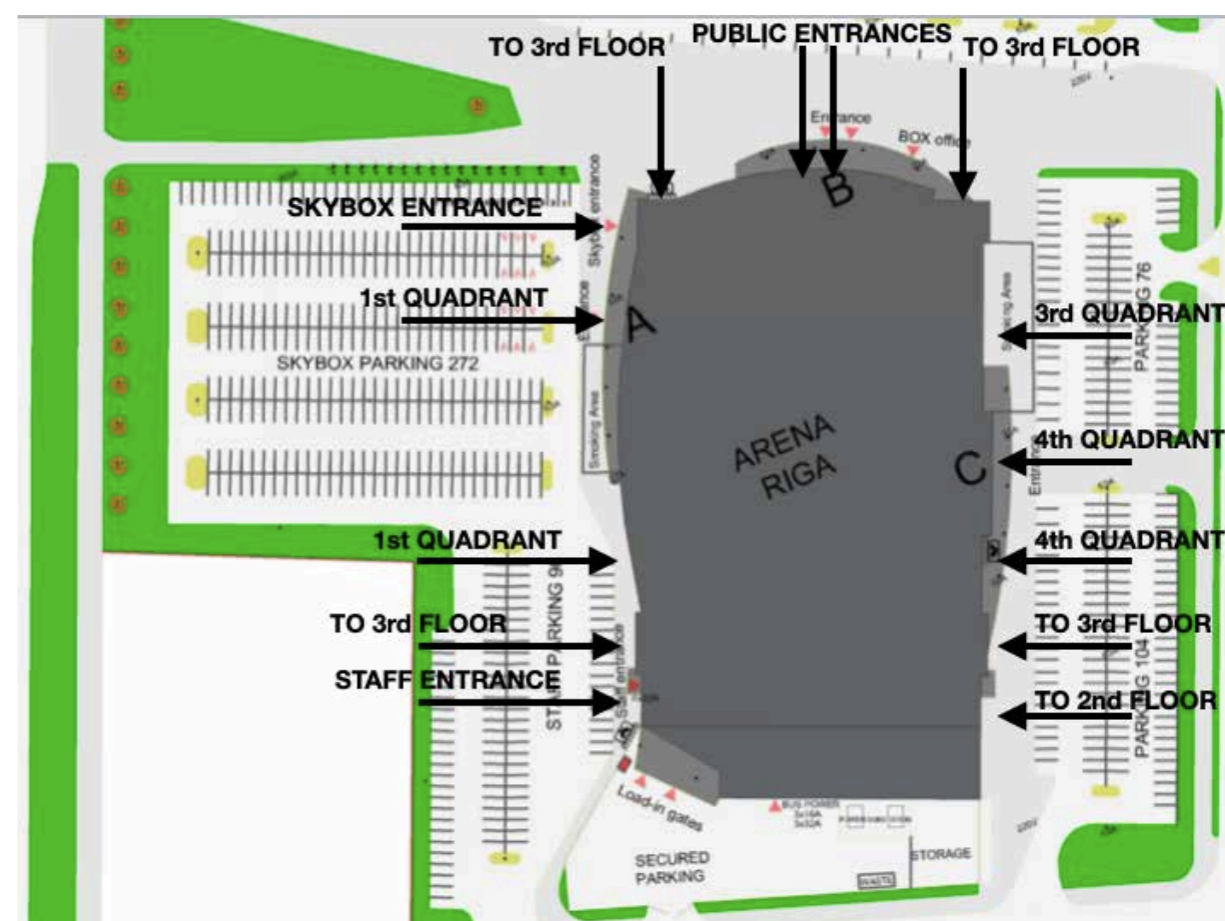 PUBLIC ENTRANCES
TO 3rd FLOOR
TO 3rd FLOOR
Entrance
BOX office
B
SKYBOX ENTRANCE
Skybox entrance
1st QUADRANT
A
Smoking Area
3rd QUADRANT
PARKING 76
SKYBOX PARKING 272
Smoking Area
ARENA
RIGA
C
4th QUADRANT
Entrance
1st QUADRANT
4th QUADRANT
TO 3rd FLOOR
STAFF PARKING
TO 3rd FLOOR
STAFF ENTRANCE
Staff entrance
TO 2nd FLOOR
PARKING 104
Load-in gates
BUS POWER
3x16A
3x32A
SECURED
PARKING
STORAGE
WASTE